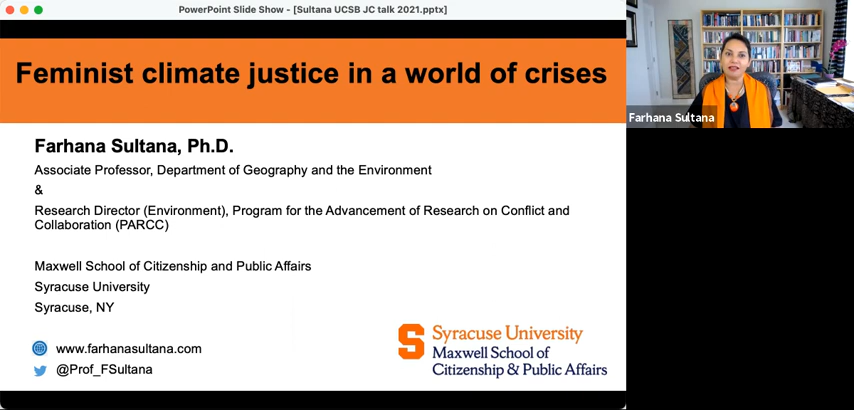 PowerPoint Slide Show - [Sultana UCSB JC talk 2021.pptx]
Feminist climate justice in a world of crises
Farhana Sultana, Ph.D.
Associate Professor, Department of Geography and the Environment
&
Research Director (Environment), Program for the Advancement of Research on Conflict and
Collaboration (PARCC)
Maxwell School of Citizenship and Public Affairs
Syracuse University
Syracuse, NY
www.farhanasultana.com
@Prof_FSultana
S
Syracuse University
Maxwell School of
Citizenship & Public Affairs
Farhana Sultana